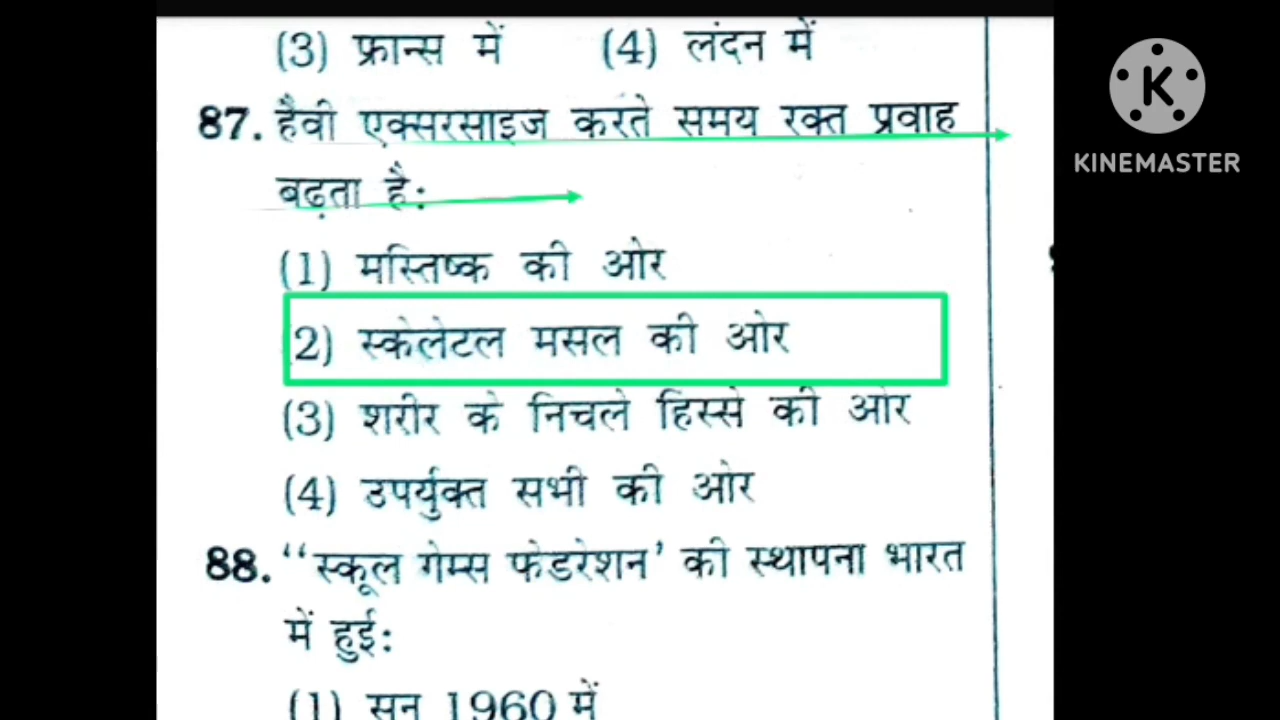 (3) फ्रान्स में (4) लंदन में
87. हैवी एक्सरसाइज करते समय रक्त प्रवाह
बढ़ता है:
(1) मस्तिष्क की ओर
2) स्केलेटल मसल की ओर
(3) शरीर के निचले हिस्से की ओर
(4) उपर्युक्त सभी की ओर
88. “स्कूल गेम्स फेडरेशन’ की स्थापना भारत
में हुई:
(1) सन 1960 में
K
KINEMASTER